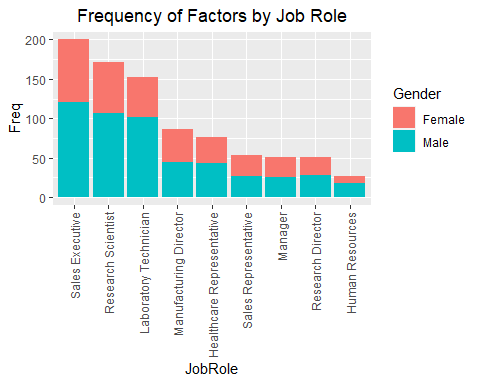 Frequency of Factors by Job Role
200
150
100
50
0
Freq
Sales Executive
Research Scientist
Laboratory Technician
Manufacturing Director
Healthcare Representative
Sales Representative
Manager
Research Director
Human Resources
JobRole
Gender
Female
Male